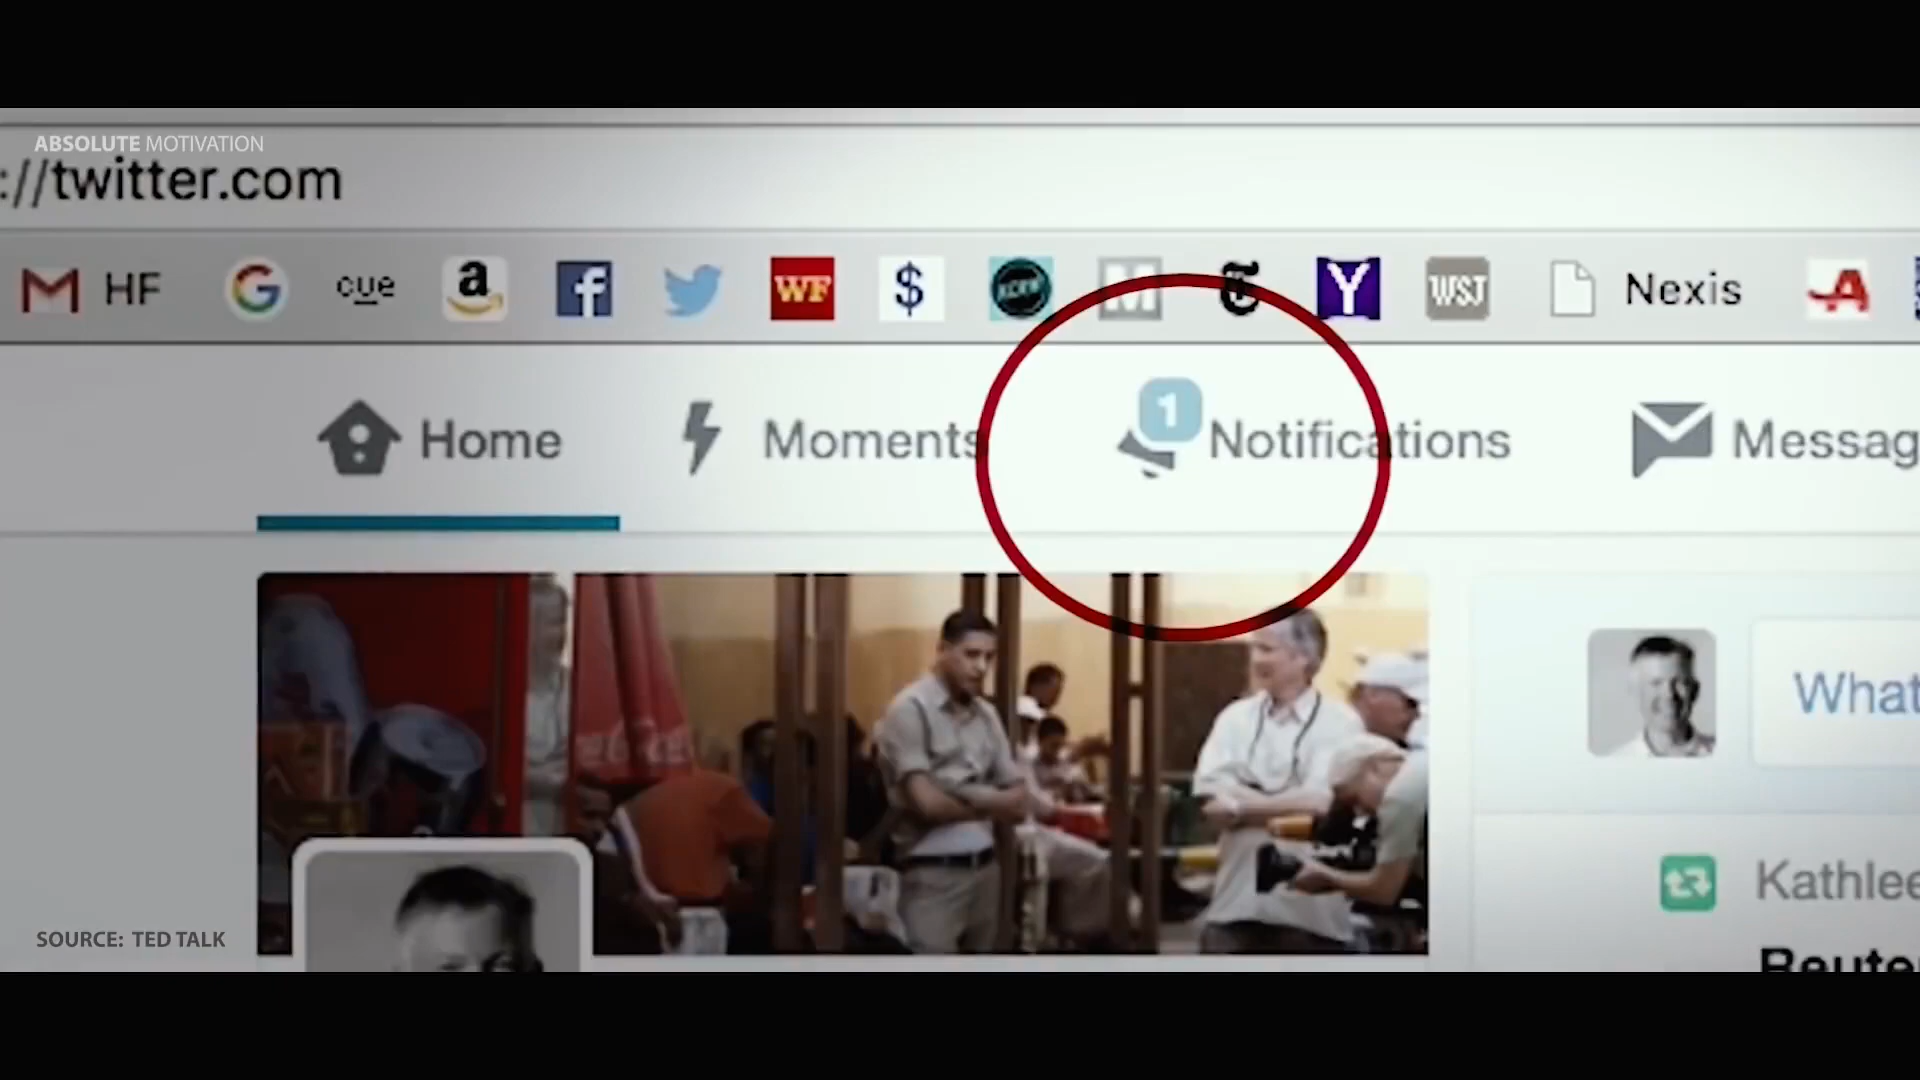 ABSOLUTE MOTIVATION
://twitter.com
HF
cue
a
f
WF
$
M
T
Y
WSJ
Nexis
A
Home
Moments
1
Notifications
Messag
What
Kathlee
Reute
SOURCE: TED TALK